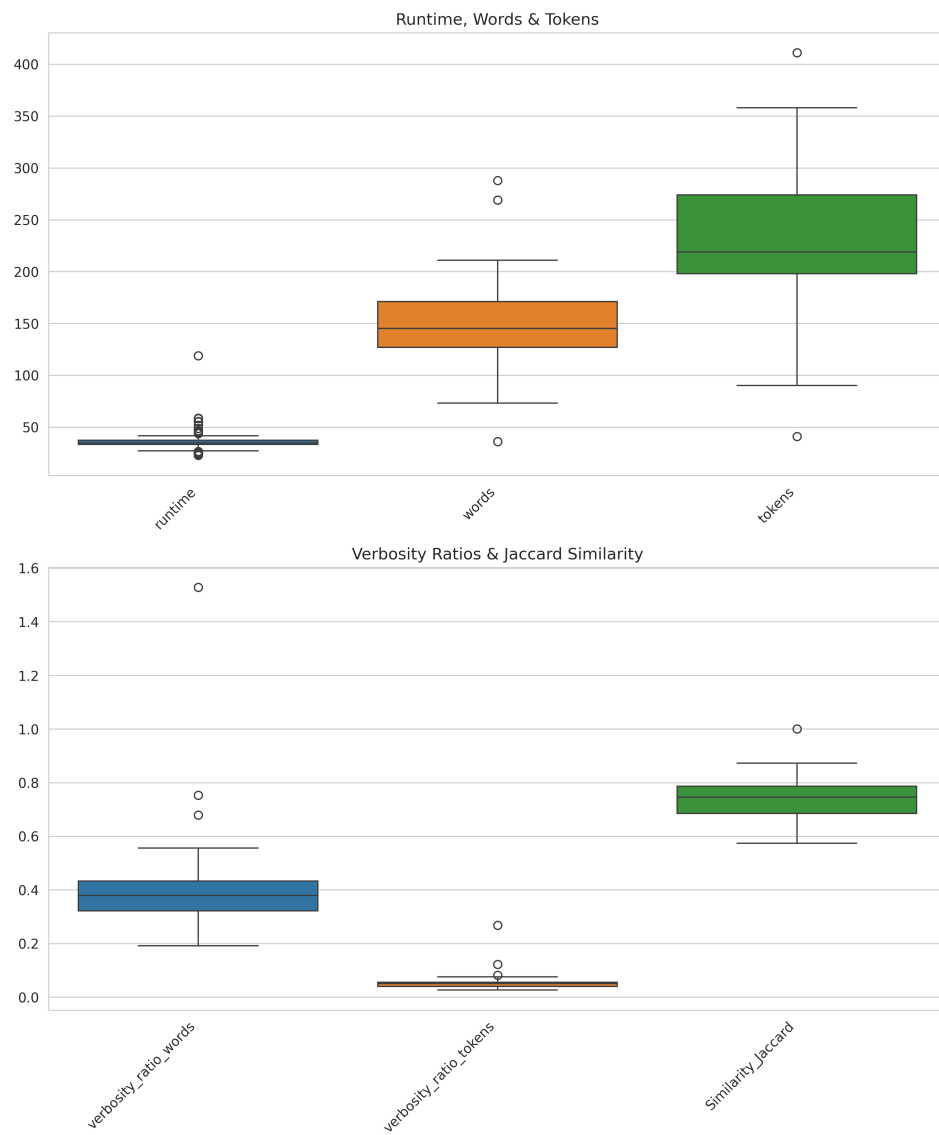 Runtime, Words & Tokens
400
350
300
250
200
150
100
50
runtime
words
tokens
Verbosity Ratios & Jaccard Similarity
1.6
1.4
1.2
1.0
0.8
0.6
0.4
0.2
0.0
verbosity_ratio_words
verbosity_ratio_tokens
Similarity_Jaccard